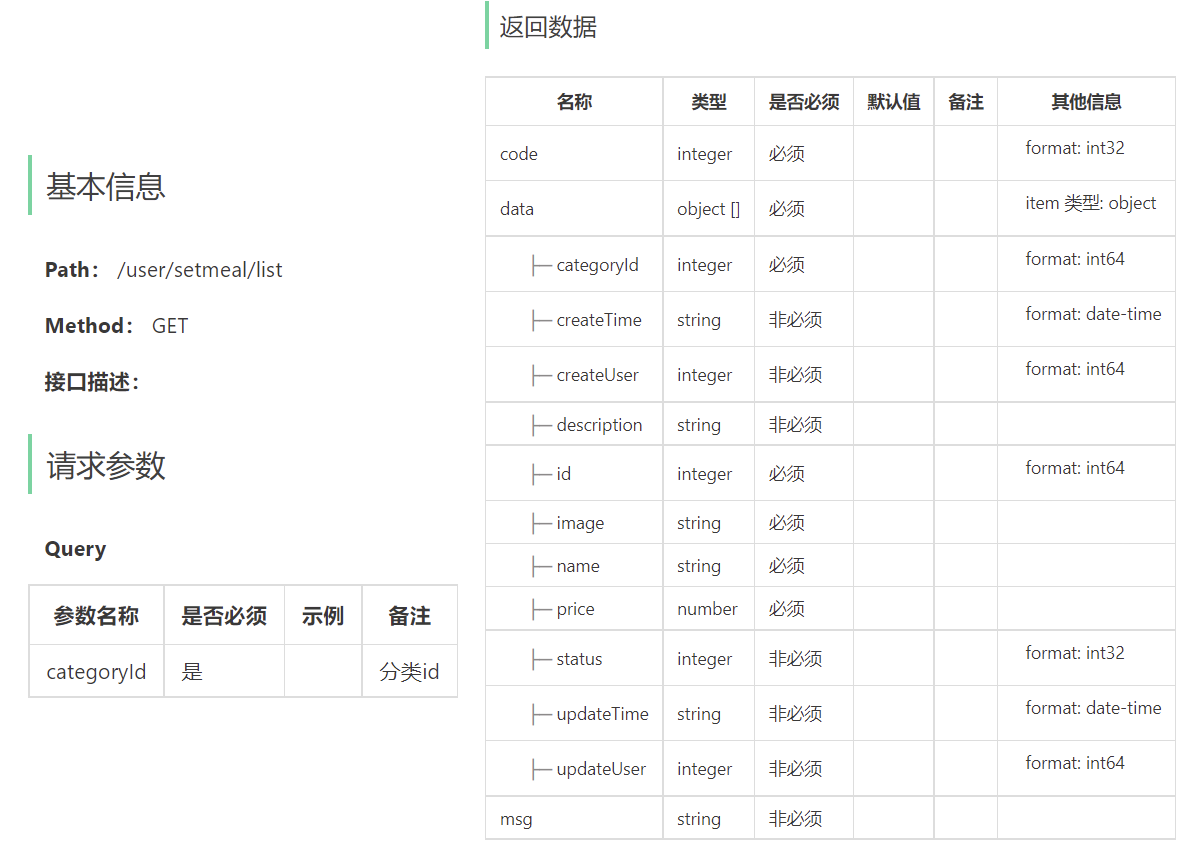 基本信息
Path： /user/setmeal/list
Method： GET
接口描述：
请求参数
Query
参数名称 是否必须 示例 备注
categoryId 是 分类id
返回数据
名称 类型 是否必须 默认值 备注 其他信息
code integer 必须 format: int32
data object [] 必须 item 类型: object
├─ categoryId integer 必须 format: int64
├─ createTime string 非必须 format: date-time
├─ createUser integer 非必须 format: int64
├─ description string 非必须
├─ id integer 必须 format: int64
├─ image string 必须
├─ name string 必须
├─ price number 必须
├─ status integer 非必须 format: int32
├─ updateTime string 非必须 format: date-time
├─ updateUser integer 非必须 format: int64
msg string 非必须